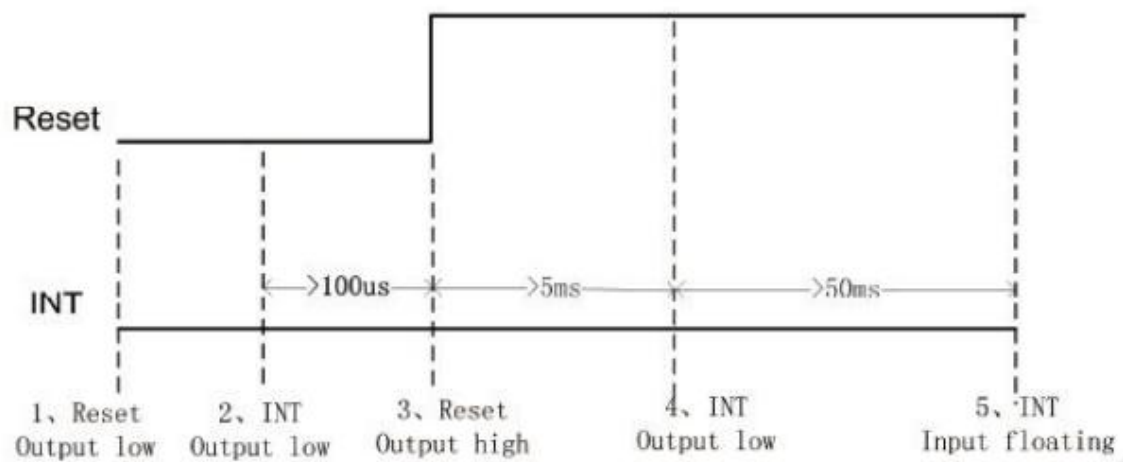 Reset
>100us
>5ms
>50ms
INT
1、Reset
Output low
2、INT
Output low
3、Reset
Output high
4、INT
Output low
5、INT
Input floating